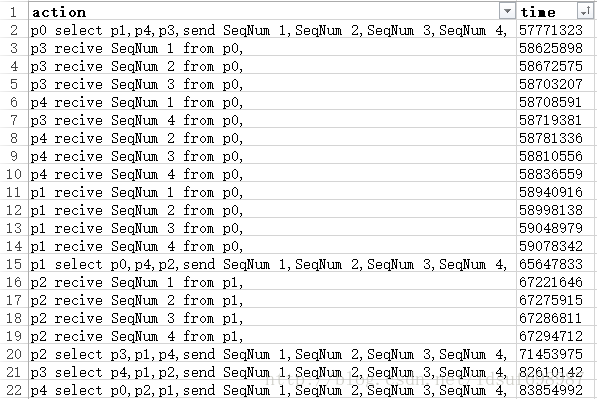 1 action time
2 p0 select p1,p4,p3,send SeqNum 1,SeqNum 2,SeqNum 3,SeqNum 4, 57771323
3 p3 recive SeqNum 1 from p0, 58625898
4 p3 recive SeqNum 2 from p0, 58672575
5 p3 recive SeqNum 3 from p0, 58703207
6 p4 recive SeqNum 1 from p0, 58708591
7 p3 recive SeqNum 4 from p0, 58719381
8 p4 recive SeqNum 2 from p0, 58781336
9 p4 recive SeqNum 3 from p0, 58810556
10 p4 recive SeqNum 4 from p0, 58836559
11 p1 recive SeqNum 1 from p0, 58940916
12 p1 recive SeqNum 2 from p0, 58998138
13 p1 recive SeqNum 3 from p0, 59048979
14 p1 recive SeqNum 4 from p0, 59078342
15 p1 select p0,p4,p2,send SeqNum 1,SeqNum 2,SeqNum 3,SeqNum 4, 65647833
16 p2 recive SeqNum 1 from p1, 67221646
17 p2 recive SeqNum 2 from p1, 67275915
18 p2 recive SeqNum 3 from p1, 67286811
19 p2 recive SeqNum 4 from p1, 67294712
20 p2 select p3,p1,p4,send SeqNum 1,SeqNum 2,SeqNum 3,SeqNum 4, 71453975
21 p3 select p4,p1,p2,send SeqNum 1,SeqNum 2,SeqNum 3,SeqNum 4, 82610142
22 p4 select p0,p2,p1,send SeqNum 1,SeqNum 2,SeqNum 3,SeqNum 4, 83854992